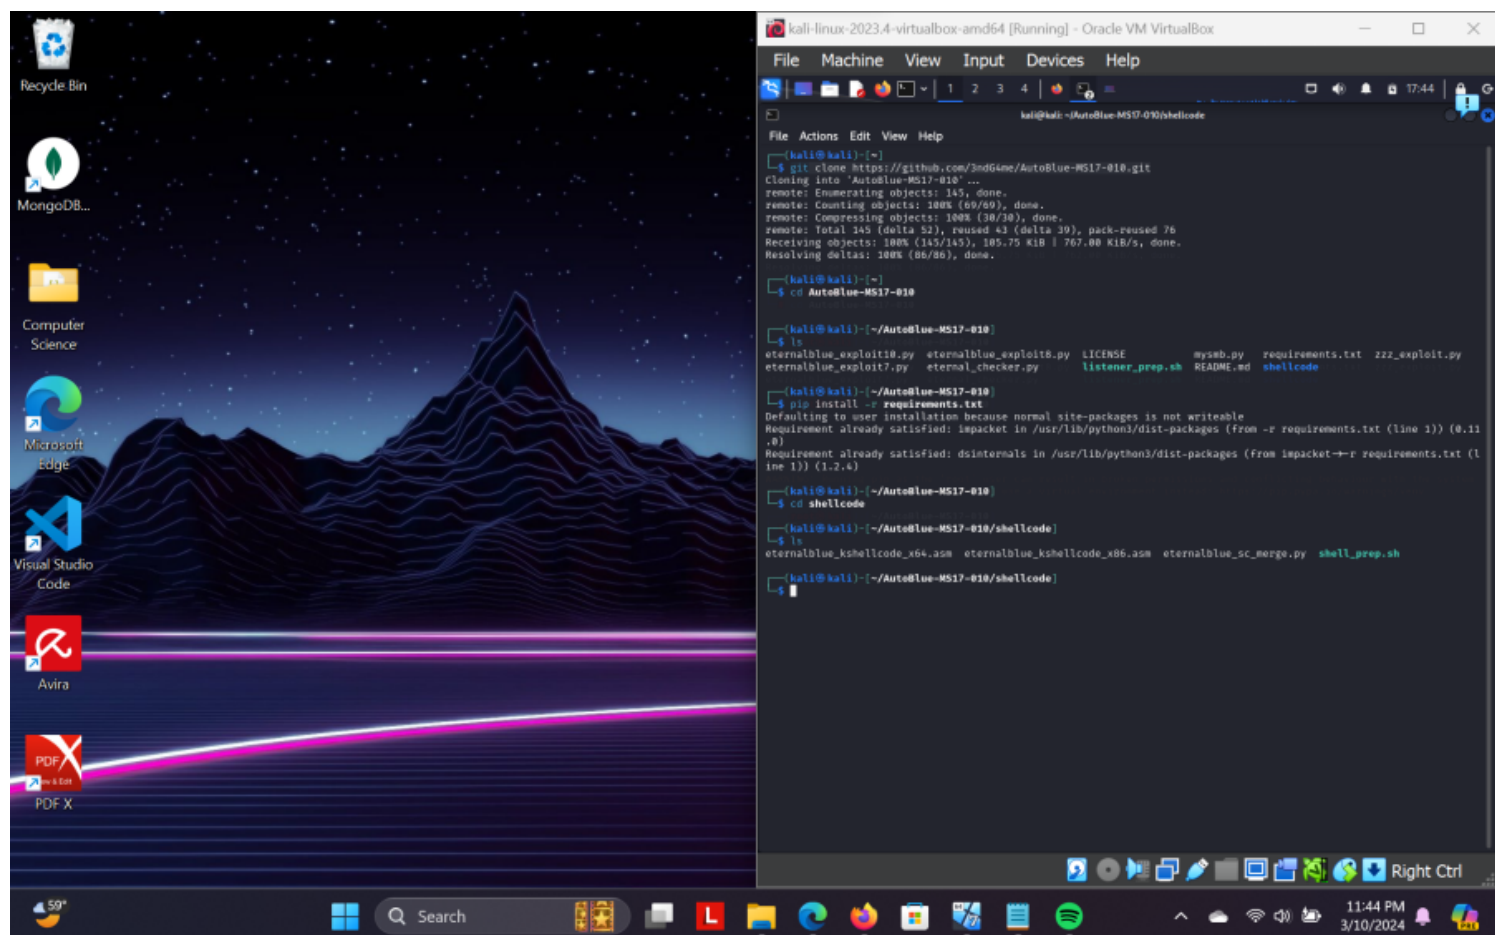 Recycle Bin
MongoDB...
Computer
Science
Microsoft
Edge
Visual Studio
Code
Avira
PDF
View & Edit
PDF X
kali-linux-2023.4-virtualbox-amd64 [Running] - Oracle VM VirtualBox
File Machine View Input Devices Help
1 2 3 4 17:44
kali@kali: ~/AutoBlue-MS17-010/shellcode
File Actions Edit View Help
(kali㉿kali)-[~]
$ git clone https://github.com/3ndG4me/AutoBlue-MS17-010.git
Cloning into 'AutoBlue-MS17-010'...
remote: Enumerating objects: 145, done.
remote: Counting objects: 100% (69/69), done.
remote: Compressing objects: 100% (30/30), done.
remote: Total 145 (delta 52), reused 43 (delta 39), pack-reused 76
Receiving objects: 100% (145/145), 105.75 KiB | 767.00 KiB/s, done.
Resolving deltas: 100% (86/86), done.
(kali㉿kali)-[~]
$ cd AutoBlue-MS17-010
(kali㉿kali)-[~/AutoBlue-MS17-010]
$ ls
eternalblue_exploit10.py eternalblue_exploit8.py LICENSE mysmb.py requirements.txt zzz_exploit.py
eternalblue_exploit7.py eternal_checker.py listener_prep.sh README.md shellcode
(kali㉿kali)-[~/AutoBlue-MS17-010]
$ pip install -r requirements.txt
Defaulting to user installation because normal site-packages is not writeable
Requirement already satisfied: impacket in /usr/lib/python3/dist-packages (from -r requirements.txt (line 1)) (0.11
.0)
Requirement already satisfied: dsinternals in /usr/lib/python3/dist-packages (from impacket->-r requirements.txt (l
ine 1)) (1.2.4)
(kali㉿kali)-[~/AutoBlue-MS17-010]
$ cd shellcode
(kali㉿kali)-[~/AutoBlue-MS17-010/shellcode]
$ ls
eternalblue_kshellcode_x64.asm eternalblue_kshellcode_x86.asm eternalblue_sc_merge.py shell_prep.sh
(kali㉿kali)-[~/AutoBlue-MS17-010/shellcode]
$
Right Ctrl
59°
Search
L
11:44 PM
3/10/2024
PRE